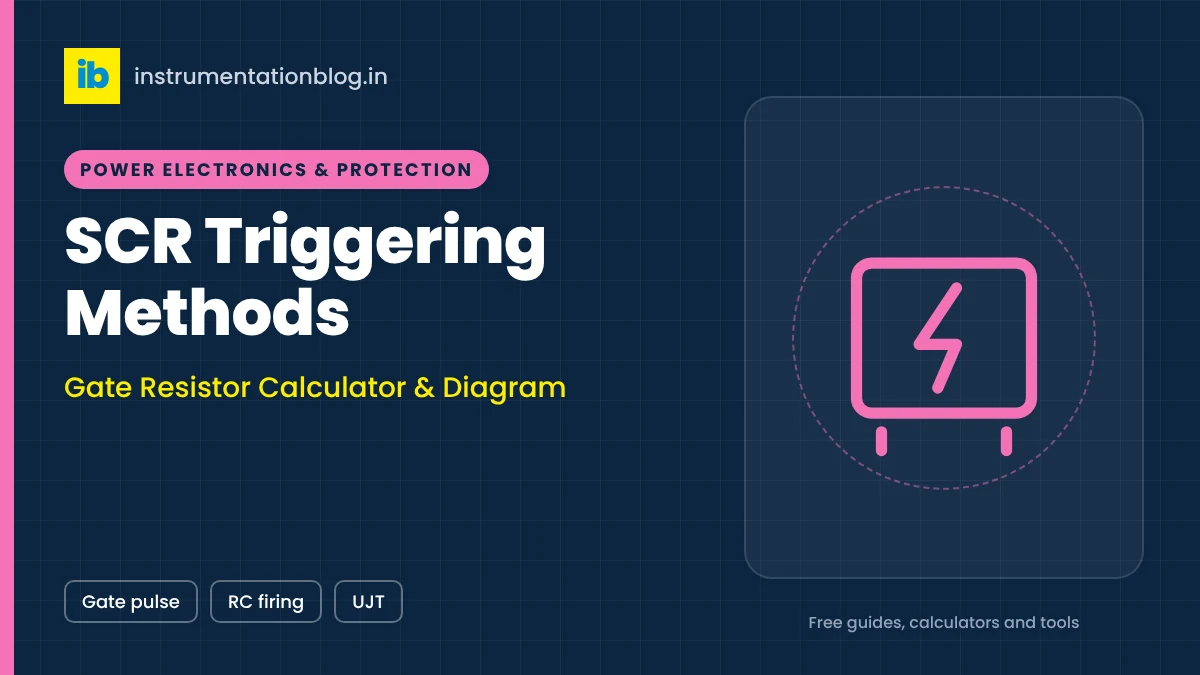 ib
instrumentationblog.in
POWER ELECTRONICS & PROTECTION
SCR Triggering
Methods
Gate Resistor Calculator & Diagram
Gate pulse
RC firing
UJT
Free guides, calculators and tools